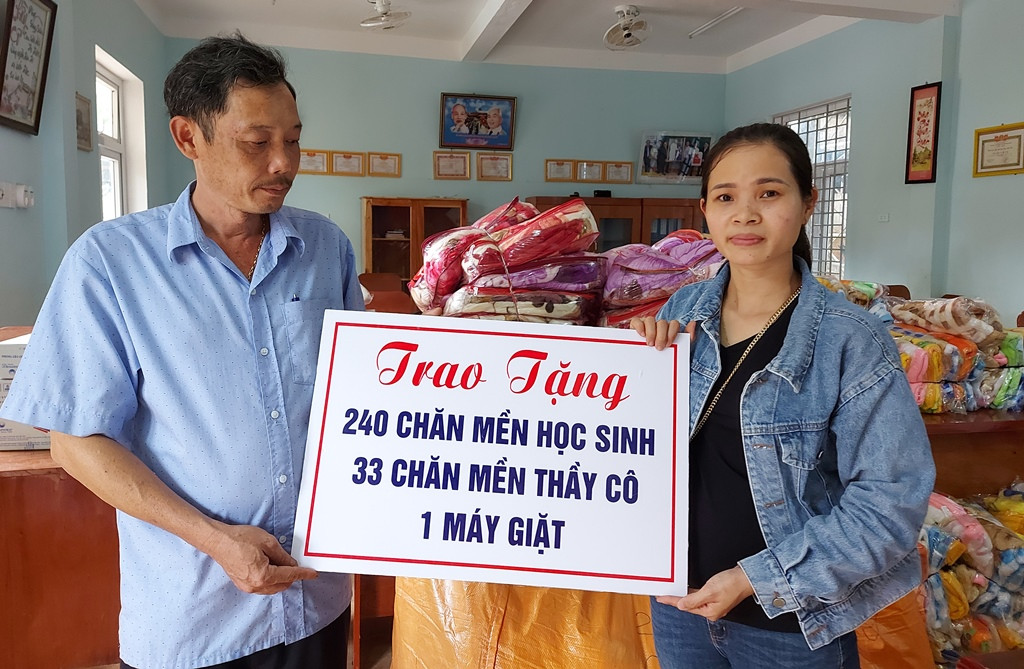 Trao Tặng
240 CHĂN MỀN HỌC SINH
33 CHĂN MỀN THẦY CÔ
1 MÁY GIẶT